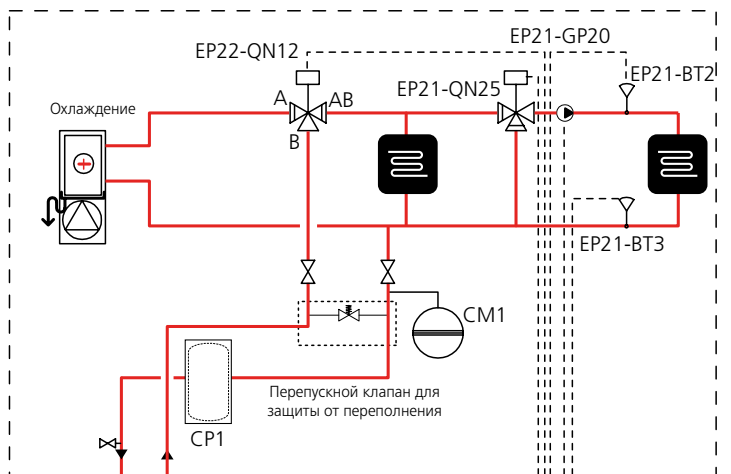 EP21-GP20
EP22-QN12
EP21-BT2
EP21-QN25
A
AB
Охлаждение
B
EP21-BT3
CM1
Перепускной клапан для
защиты от переполнения
CP1